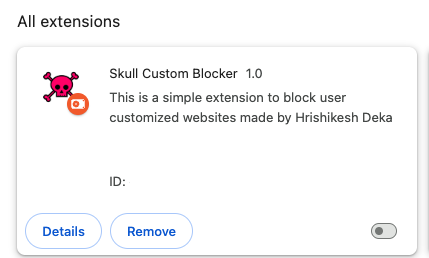 All extensions
Skull Custom Blocker 1.0
This is a simple extension to block user
customized websites made by Hrishikesh Deka
ID:
Details
Remove